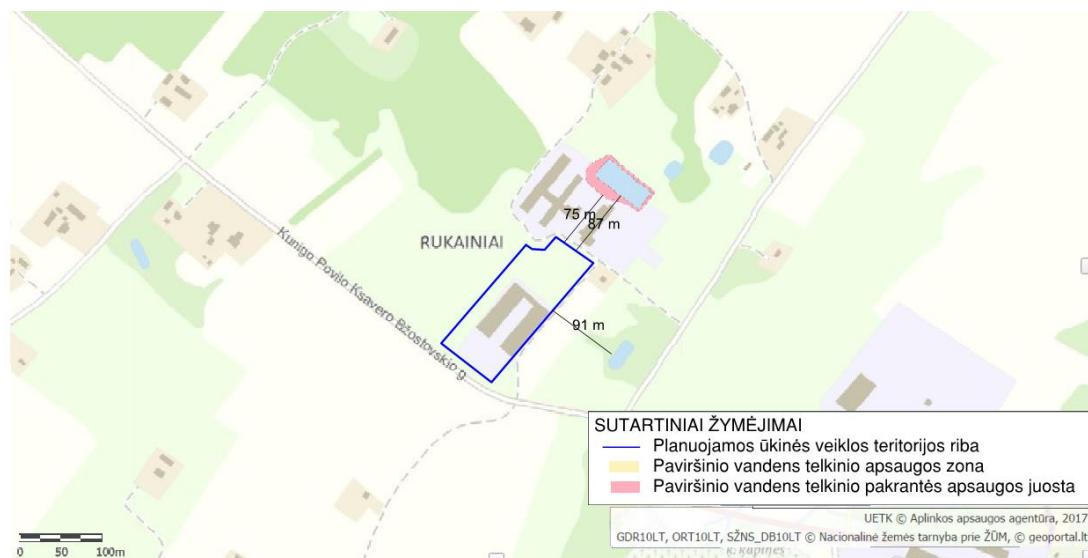 75 m
87 m
RUKAINIAI
Kunigo Povilo Ksavero Bžostovskio g.
91 m
SUTARTINIAI ŽYMĖJIMAI
Planuojamos ūkinės veiklos teritorijos riba
Paviršinio vandens telkinio apsaugos zona
Paviršinio vandens telkinio pakrantės apsaugos juosta
UETK © Aplinkos apsaugos agentūra, 2017
GDR10LT, ORT10LT, SŽNS_DB10LT © Nacionalinė žemės tarnyba prie ŽŪM, © geoportal.lt
k. kapinės
0 50 100m